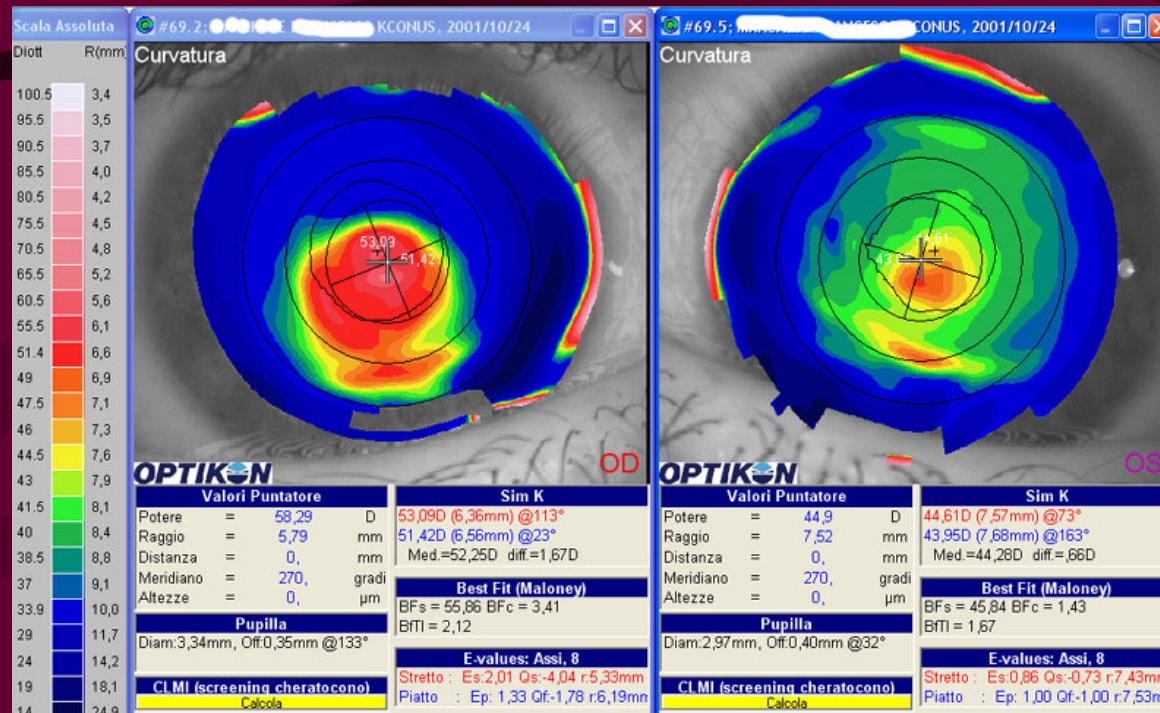 Scala Assoluta
Diott R(mm)
100.5 3,4
95.5 3,5
90.5 3,7
85.5 4,0
80.5 4,2
75.5 4,5
70.5 4,8
65.5 5,2
60.5 5,6
55.5 6,1
51.4 6,6
49 6,9
47.5 7,1
46 7,3
44.5 7,6
43 7,9
41.5 8,1
40 8,4
38.5 8,8
37 9,1
33.9 10,0
29 11,7
24 14,2
19 18,1
14 24,9
#69.2; KCONUS, 2001/10/24
Curvatura
53,09
51,42
OPTIKON
OD
Valori Puntatore
Potere = 58,29 D
Raggio = 5,79 mm
Distanza = 0, mm
Meridiano = 270, gradi
Altezze = 0, µm
Pupilla
Diam:3,34mm, Off:0,35mm @133°
CLMI (screening cheratocono)
Calcola
Sim K
53,09D (6,36mm) @113°
51,42D (6,56mm) @23°
Med.=52,25D diff.=1,67D
Best Fit (Maloney)
BFs = 55,86 BFc = 3,41
BfTI = 2,12
E-values: Assi, 8
Stretto : Es:2,01 Qs:-4,04 r:5,33mm
Piatto : Ep: 1,33 Qf:-1,78 r:6,19mm
#69.5; CONUS, 2001/10/24
Curvatura
OPTIKON
OS
Valori Puntatore
Potere = 44,9 D
Raggio = 7,52 mm
Distanza = 0, mm
Meridiano = 270, gradi
Altezze = 0, µm
Pupilla
Diam:2,97mm, Off:0,40mm @32°
CLMI (screening cheratocono)
Calcola
Sim K
44,61D (7,57mm) @73°
43,95D (7,68mm) @163°
Med.=44,28D diff.=,66D
Best Fit (Maloney)
BFs = 45,84 BFc = 1,43
BfTI = 1,67
E-values: Assi, 8
Stretto : Es:0,86 Qs:-0,73 r:7,43mm
Piatto : Ep: 1,00 Qf:-1,00 r:7,53mm